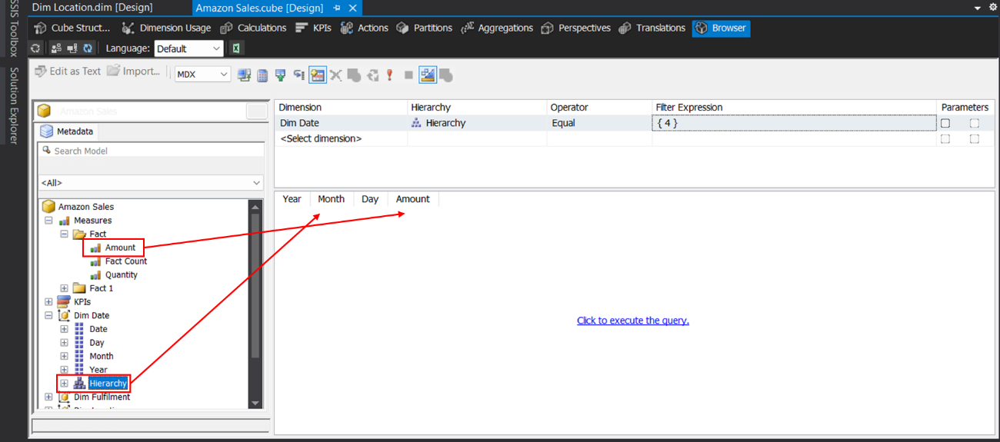 SSIS Toolbox
Solution Explorer
Dim Location.dim [Design]
Amazon Sales.cube [Design]
Cube Struct... Dimension Usage Calculations KPIs Actions Partitions Aggregations Perspectives Translations Browser
Language: Default
Edit as Text Import... MDX
Amazon Sales
Metadata
Search Model
<All>
Amazon Sales
Measures
Fact
Amount
Fact Count
Quantity
Fact 1
KPIs
Dim Date
Date
Day
Month
Year
Hierarchy
Dim Fulfilment
Dimension Hierarchy Operator Filter Expression Parameters
Dim Date Hierarchy Equal { 4 }
<Select dimension>
Year Month Day Amount
Click to execute the query.